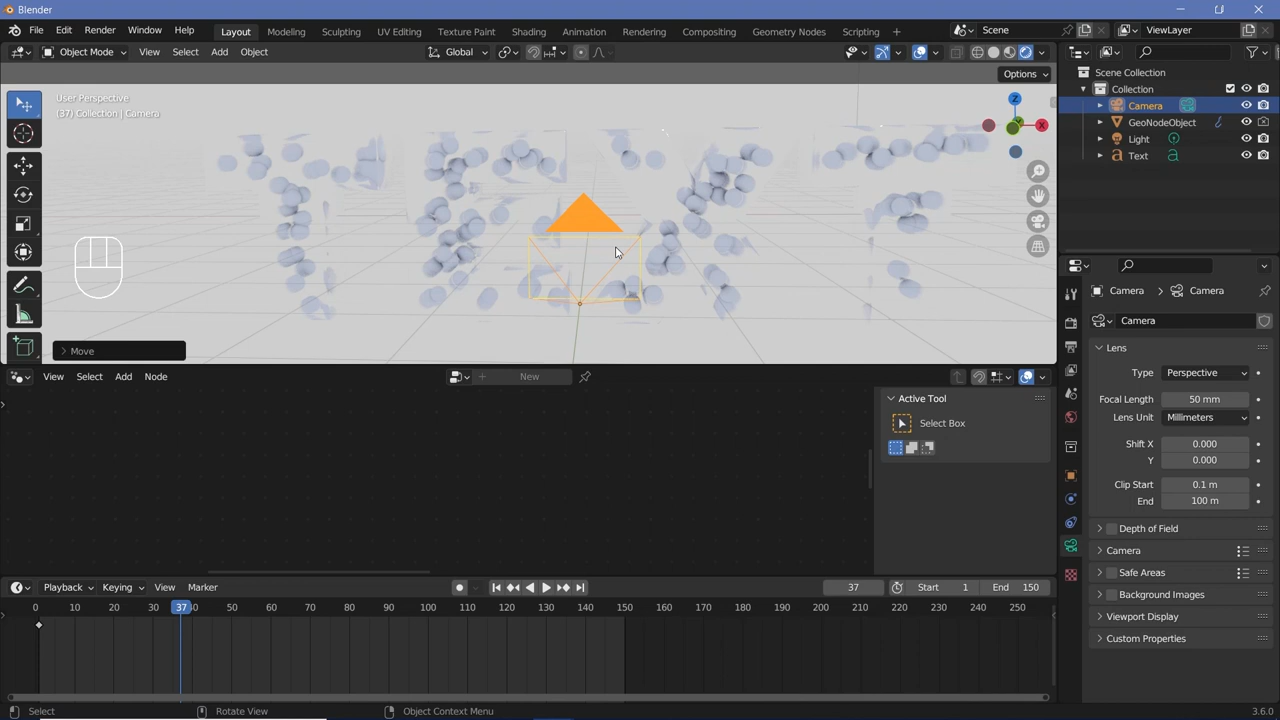 Blender
File Edit Render Window Help Layout Modeling Sculpting UV Editing Texture Paint Shading Animation Rendering Compositing Geometry Nodes Scripting + Scene ViewLayer
Object Mode View Select Add Object Global
Options
User Perspective
(37) Collection | Camera
Z
X
Move
View Select Add Node New
Active Tool
Select Box
Playback Keying View Marker 37 Start 1 End 150
0 10 20 30 37 40 50 60 70 80 90 100 110 120 130 140 150 160 170 180 190 200 210 220 230 240 250
Select Rotate View Object Context Menu 3.6.0
Scene Collection
Collection
Camera
GeoNodeObject
Light
Text
Camera Camera
Camera
Lens
Type Perspective
Focal Length 50 mm
Lens Unit Millimeters
Shift X 0.000
Y 0.000
Clip Start 0.1 m
End 100 m
Depth of Field
Camera
Safe Areas
Background Images
Viewport Display
Custom Properties